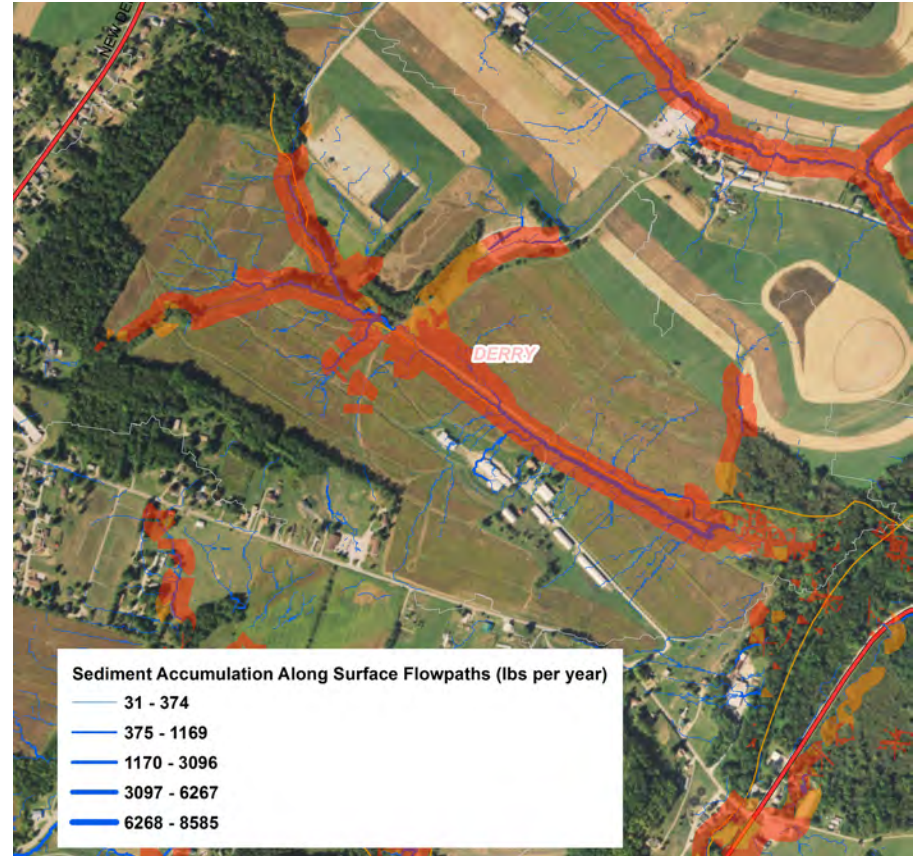 NEW DE
DERRY
Sediment Accumulation Along Surface Flowpaths (lbs per year)
31 - 374
375 - 1169
1170 - 3096
3097 - 6267
6268 - 8585